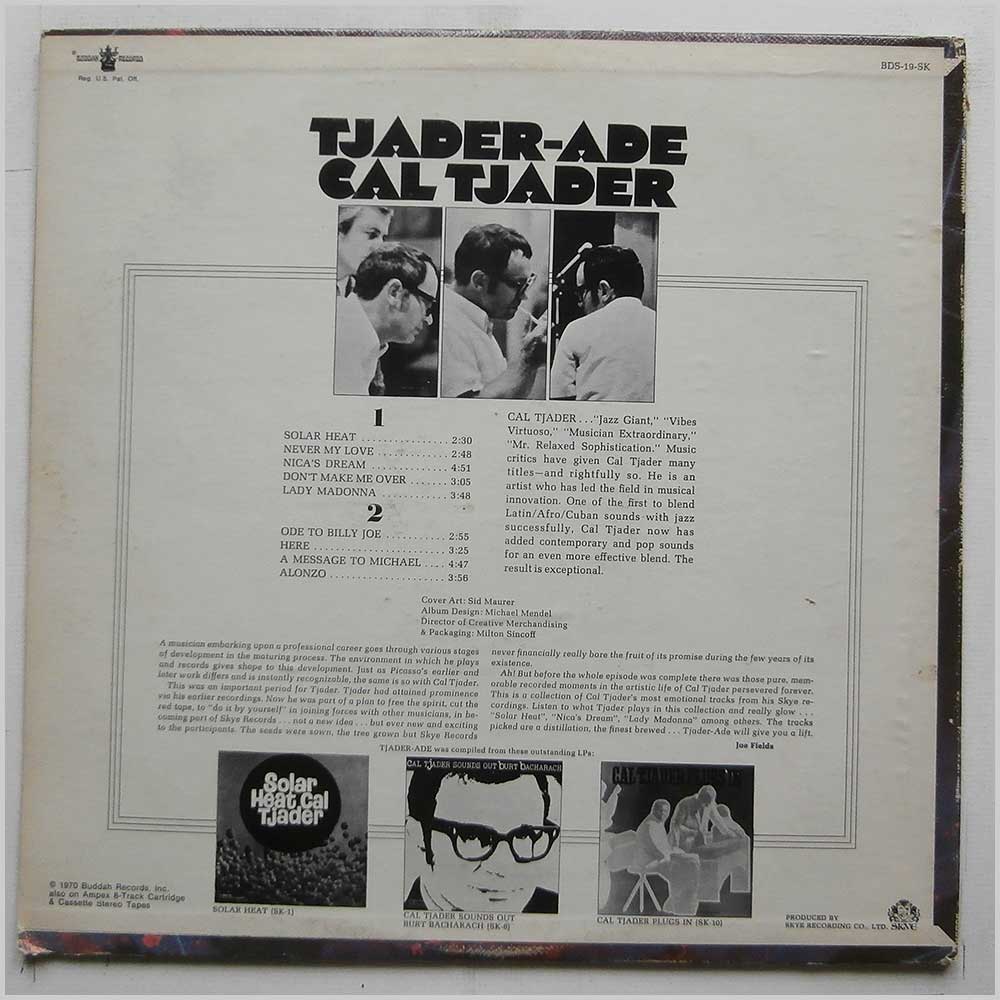 BUDDAH RECORDS
Reg. U.S. Pat. Off.
BDS-19-SK
TJADER-ADE
CAL TJADER
1
SOLAR HEAT ................ 2:30
NEVER MY LOVE ............. 2:48
NICA'S DREAM .............. 4:51
DON'T MAKE ME OVER ....... 3:05
LADY MADONNA ............ 3:48
2
ODE TO BILLY JOE ........... 2:55
HERE ....................... 3:25
A MESSAGE TO MICHAEL .... 4:47
ALONZO ..................... 3:56
CAL TJADER..."Jazz Giant," "Vibes
Virtuoso," "Musician Extraordinary,"
"Mr. Relaxed Sophistication." Music
critics have given Cal Tjader many
titles—and rightfully so. He is an
artist who has led the field in musical
innovation. One of the first to blend
Latin/Afro/Cuban sounds with jazz
successfully, Cal Tjader now has
added contemporary and pop sounds
for an even more effective blend. The
result is exceptional.
Cover Art: Sid Maurer
Album Design: Michael Mendel
Director of Creative Merchandising
& Packaging: Milton Sincoff
A musician embarking upon a professional career goes through various stages
of development in the maturing process. The environment in which he plays
and records gives shape to this development. Just as Picasso's earlier and
later work differs and is instantly recognizable, the same is so with Cal Tjader.
This was an important period for Tjader. Tjader had attained prominence
via his earlier recordings. Now he was part of a plan to free the spirit, cut the
red tape, to "do it by yourself" in joining forces with other musicians, in be-
coming part of Skye Records ... not a new idea ... but ever new and exciting
to the participants. The seeds were sown, the tree grown but Skye Records
never financially really bore the fruit of its promise during the few years of its
existence.
Ah! But before the whole episode was complete there was those pure, mem-
orable recorded moments in the artistic life of Cal Tjader persevered forever.
This is a collection of Cal Tjader's most emotional tracks from his Skye re-
cordings. Listen to what Tjader plays in this collection and really glow ...
"Solar Heat", "Nica's Dream", "Lady Madonna" among others. The tracks
picked are a distillation, the finest brewed ... Tjader-Ade will give you a lift.
Joe Fields
TJADER-ADE was compiled from these outstanding LPs:
Solar
Heat Cal
Tjader
CAL TJADER SOUNDS OUT BURT BACHARACH
CAL TJADER PLUGS IN
© 1970 Buddah Records, Inc.
also on Ampex 8-Track Cartridge
& Cassette Stereo Tapes
SOLAR HEAT (SK-1)
CAL TJADER SOUNDS OUT
BURT BACHARACH (SK-6)
CAL TJADER PLUGS IN (SK-10)
PRODUCED BY
SKYE RECORDING CO., LTD. SKYE